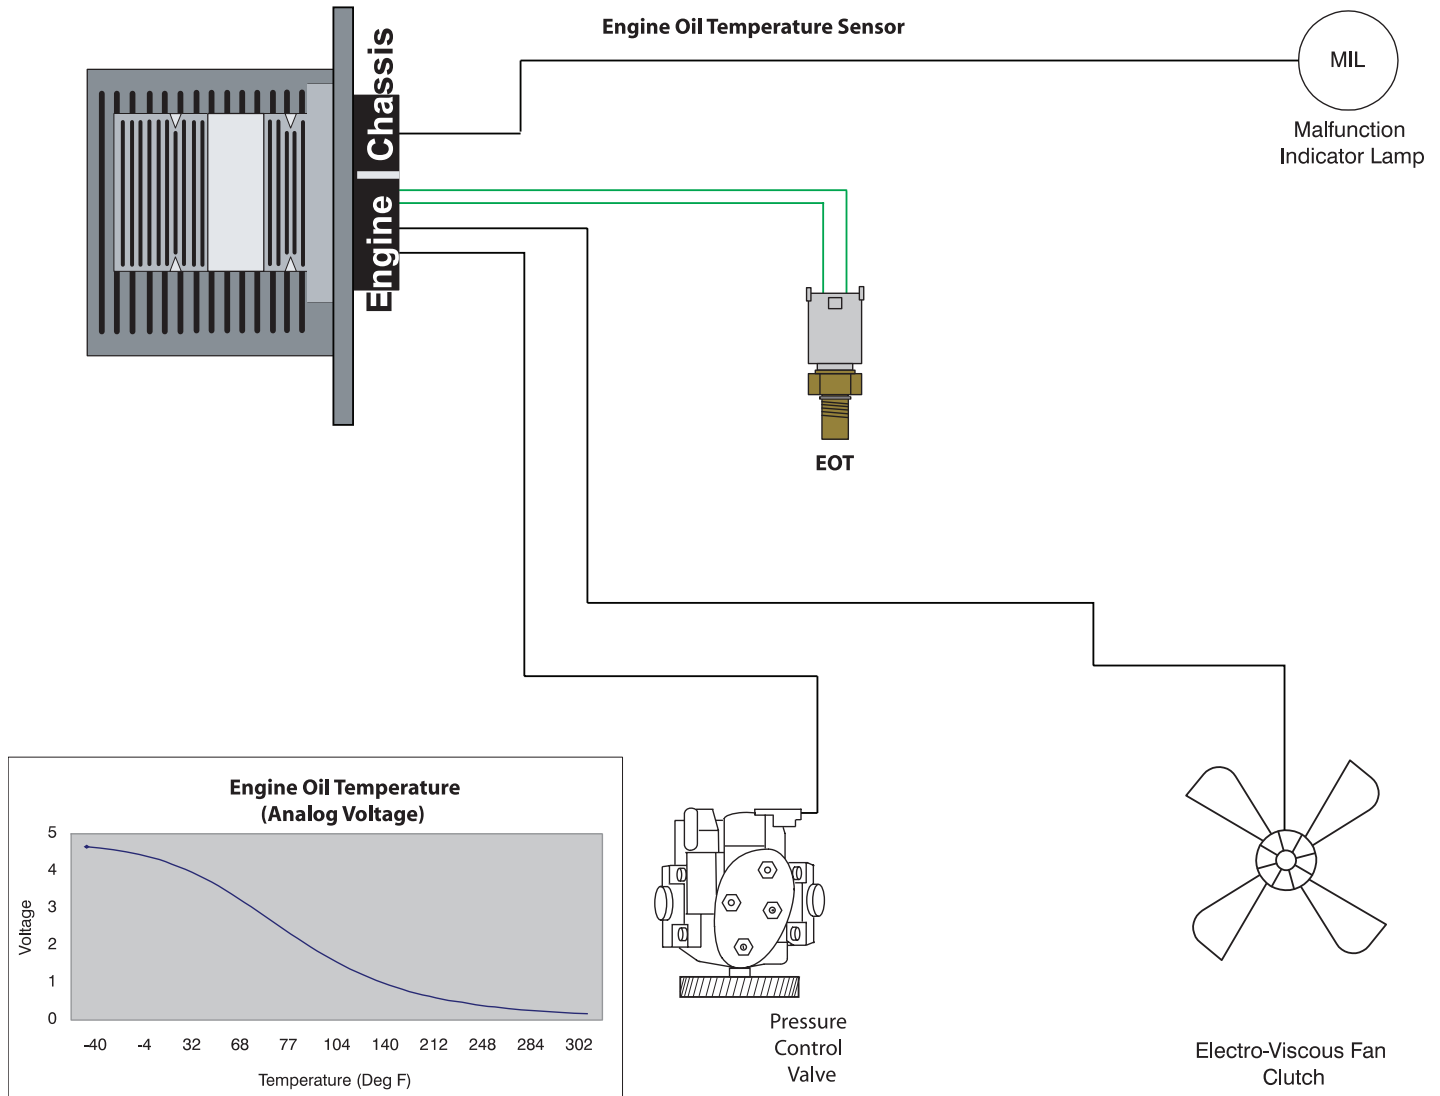 Engine Oil Temperature Sensor
MIL
Malfunction
Indicator Lamp
Engine | Chassis
EOT
Engine Oil Temperature
(Analog Voltage)
5
4
3
2
1
0
Voltage
-40 -4 32 68 77 104 140 212 248 284 302
Temperature (Deg F)
Pressure
Control
Valve
Electro-Viscous Fan
Clutch